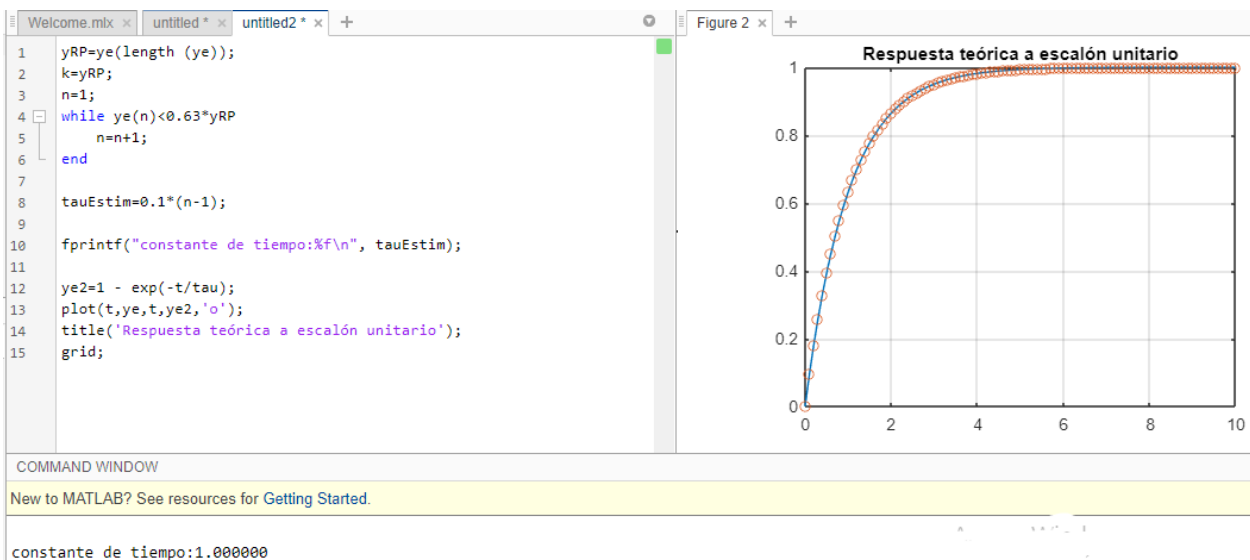 Welcome.mlx × untitled * × untitled2 * × +
1 yRP=ye(length (ye));
2 k=yRP;
3 n=1;
4 while ye(n)<0.63*yRP
5 n=n+1;
6 end
7
8 tauEstim=0.1*(n-1);
9
10 fprintf("constante de tiempo:%f\n", tauEstim);
11
12 ye2=1 - exp(-t/tau);
13 plot(t,ye,t,ye2,'o');
14 title('Respuesta teórica a escalón unitario');
15 grid;
Figure 2 × +
Respuesta teórica a escalón unitario
1
0.8
0.6
0.4
0.2
0
0 2 4 6 8 10
COMMAND WINDOW
New to MATLAB? See resources for Getting Started.
constante de tiempo:1.000000